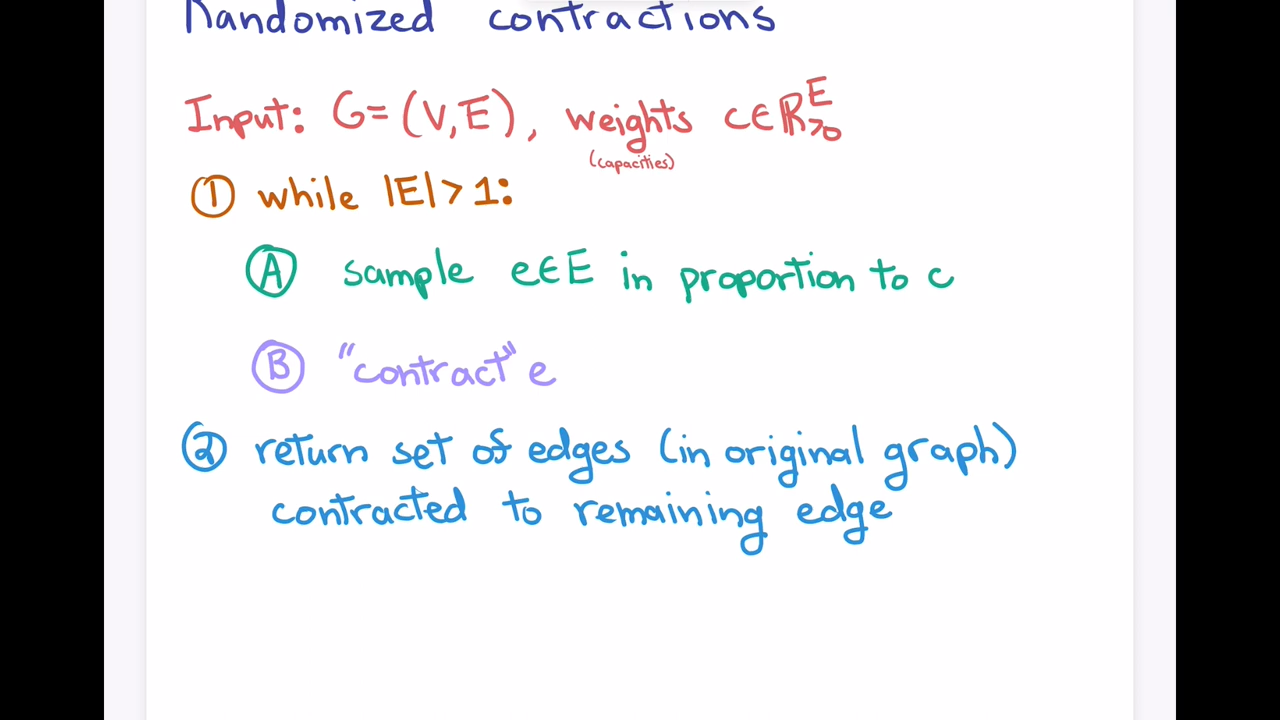 Randomized contractions
Input: G=(V,E), weights c∈ℝ^E_{>0}
(capacities)
① while |E|>1:
Ⓐ sample e∈E in proportion to c
Ⓑ "contract" e
② return set of edges (in original graph)
contracted to remaining edge